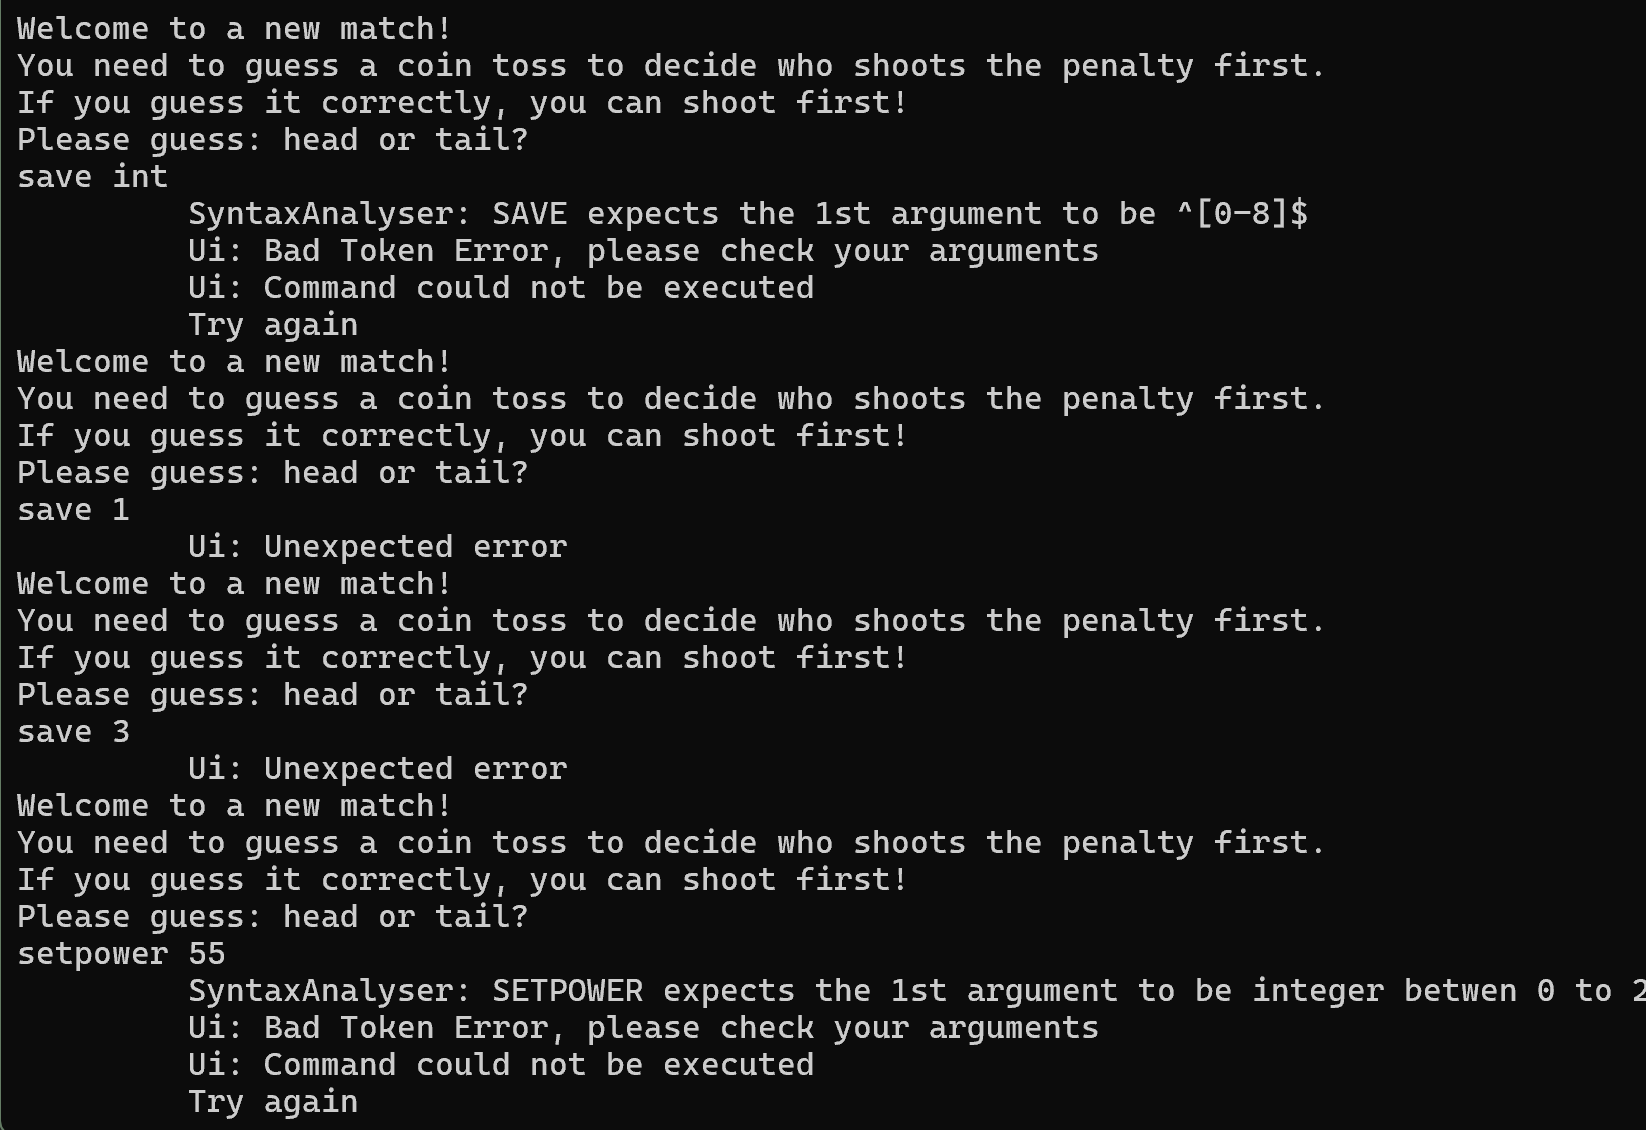 Welcome to a new match!
You need to guess a coin toss to decide who shoots the penalty first.
If you guess it correctly, you can shoot first!
Please guess: head or tail?
save int
SyntaxAnalyser: SAVE expects the 1st argument to be ^[0-8]$
Ui: Bad Token Error, please check your arguments
Ui: Command could not be executed
Try again
Welcome to a new match!
You need to guess a coin toss to decide who shoots the penalty first.
If you guess it correctly, you can shoot first!
Please guess: head or tail?
save 1
Ui: Unexpected error
Welcome to a new match!
You need to guess a coin toss to decide who shoots the penalty first.
If you guess it correctly, you can shoot first!
Please guess: head or tail?
save 3
Ui: Unexpected error
Welcome to a new match!
You need to guess a coin toss to decide who shoots the penalty first.
If you guess it correctly, you can shoot first!
Please guess: head or tail?
setpower 55
SyntaxAnalyser: SETPOWER expects the 1st argument to be integer betwen 0 to 2
Ui: Bad Token Error, please check your arguments
Ui: Command could not be executed
Try again